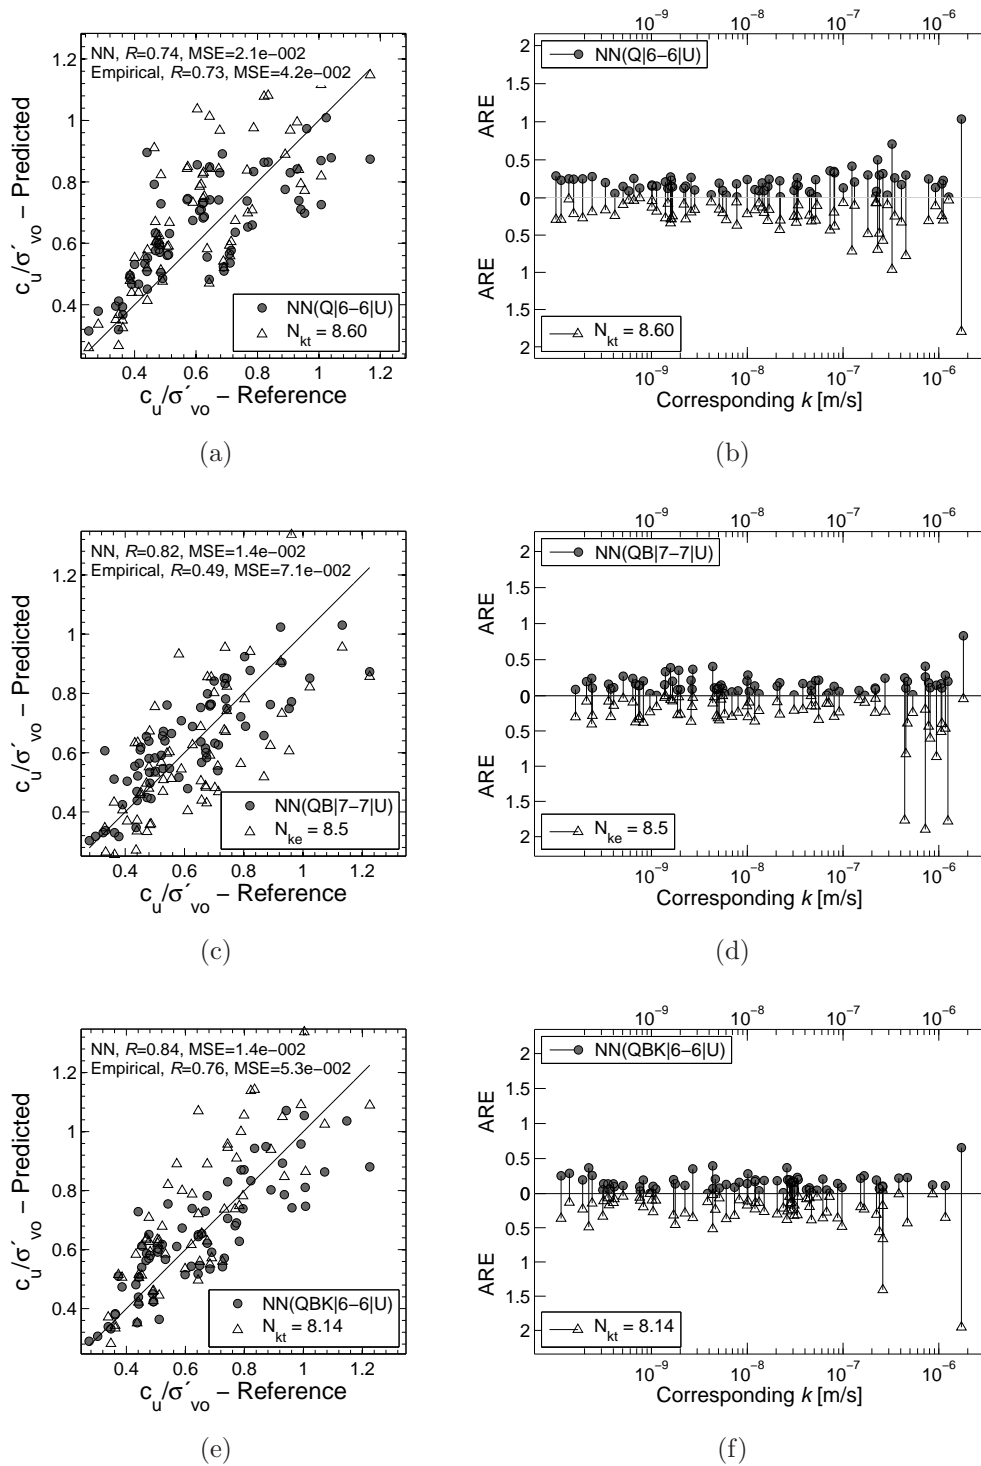 NN, R=0.74, MSE=2.1e−002
Empirical, R=0.73, MSE=4.2e−002
1.2
1
0.8
0.6
0.4
c_u/σ´_vo – Predicted
NN(Q|6−6|U)
N_kt = 8.60
0.4 0.6 0.8 1 1.2
c_u/σ´_vo – Reference
(a)
10^−9 10^−8 10^−7 10^−6
NN(Q|6−6|U)
2
1.5
1
0.5
0
0.5
1
1.5
2
ARE
ARE
N_kt = 8.60
10^−9 10^−8 10^−7 10^−6
Corresponding k [m/s]
(b)
NN, R=0.82, MSE=1.4e−002
Empirical, R=0.49, MSE=7.1e−002
1.2
1
0.8
0.6
0.4
c_u/σ´_vo – Predicted
NN(QB|7−7|U)
N_ke = 8.5
0.4 0.6 0.8 1 1.2
c_u/σ´_vo – Reference
(c)
10^−9 10^−8 10^−7 10^−6
NN(QB|7−7|U)
2
1.5
1
0.5
0
0.5
1
1.5
2
ARE
ARE
N_ke = 8.5
10^−9 10^−8 10^−7 10^−6
Corresponding k [m/s]
(d)
NN, R=0.84, MSE=1.4e−002
Empirical, R=0.76, MSE=5.3e−002
1.2
1
0.8
0.6
0.4
c_u/σ´_vo – Predicted
NN(QBK|6−6|U)
N_kt = 8.14
0.4 0.6 0.8 1 1.2
c_u/σ´_vo – Reference
(e)
10^−9 10^−8 10^−7 10^−6
NN(QBK|6−6|U)
2
1.5
1
0.5
0
0.5
1
1.5
2
ARE
ARE
N_kt = 8.14
10^−9 10^−8 10^−7 10^−6
Corresponding k [m/s]
(f)